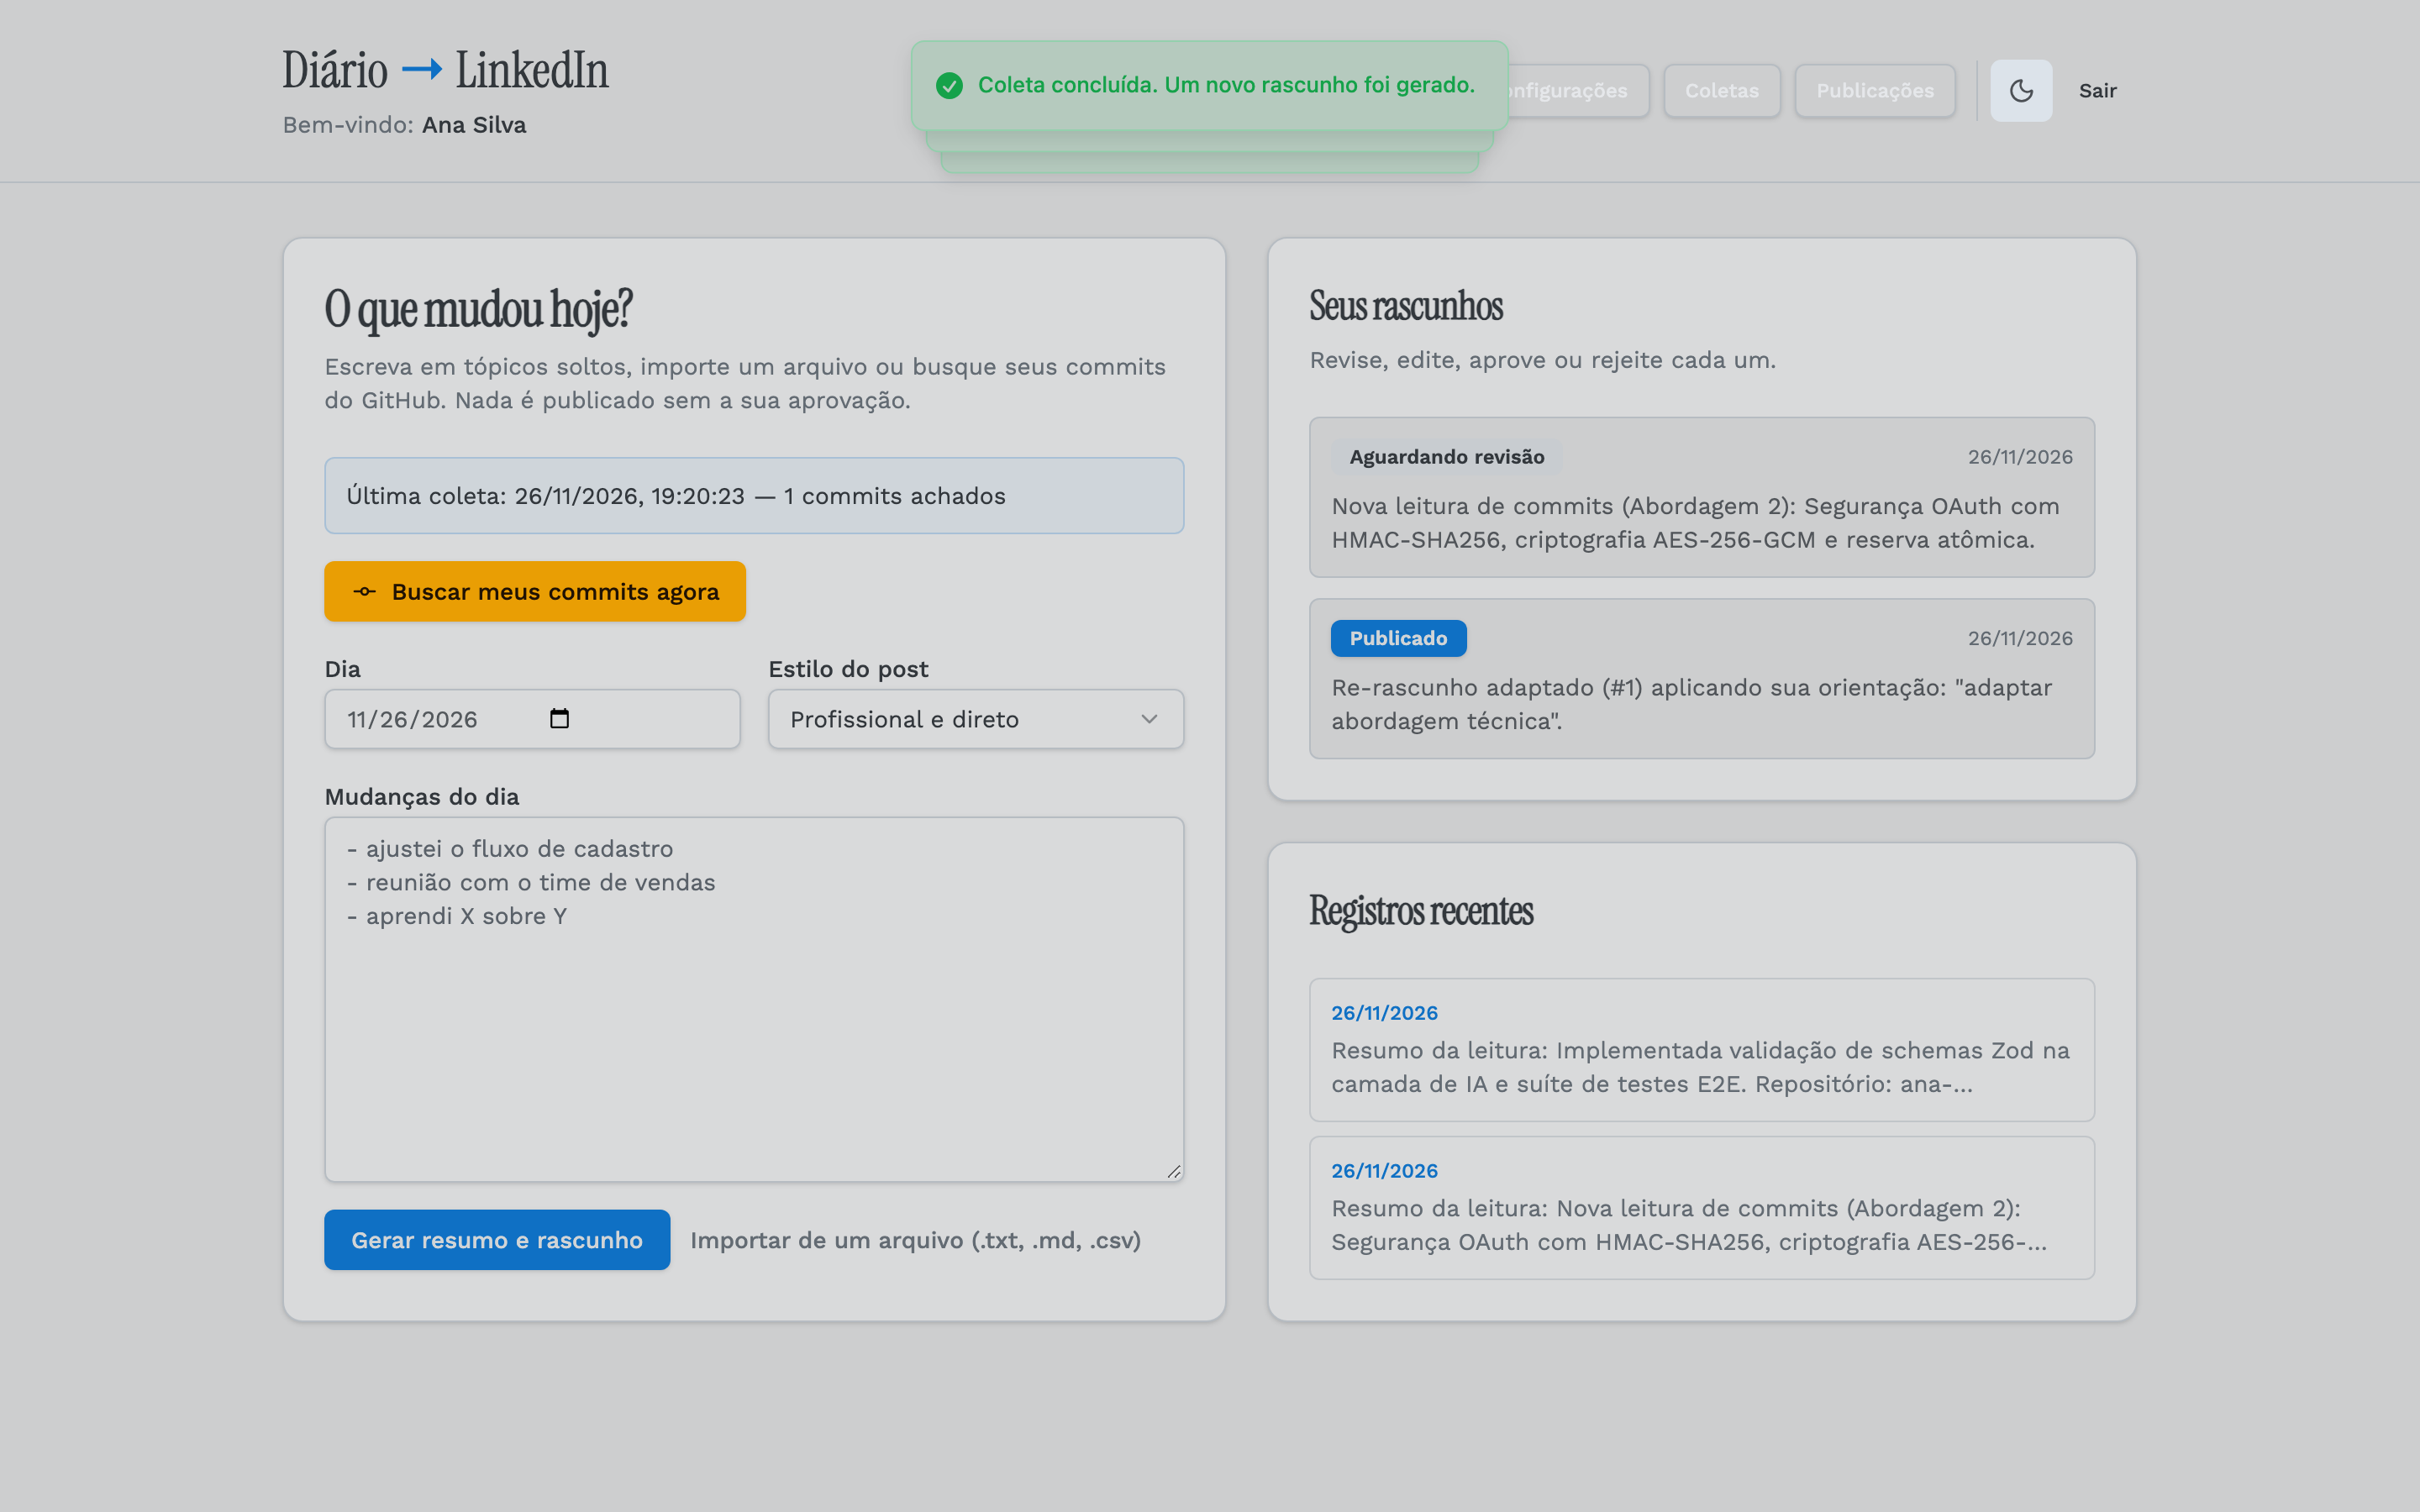 Diário → LinkedIn
Bem-vindo: Ana Silva
Coleta concluída. Um novo rascunho foi gerado.
Coletas
Publicações
Sair
O que mudou hoje?
Escreva em tópicos soltos, importe um arquivo ou busque seus commits
do GitHub. Nada é publicado sem a sua aprovação.
Última coleta: 26/11/2026, 19:20:23 — 1 commits achados
Buscar meus commits agora
Dia
Estilo do post
11/26/2026
Profissional e direto
Mudanças do dia
- ajustei o fluxo de cadastro
- reunião com o time de vendas
- aprendi X sobre Y
Gerar resumo e rascunho
Importar de um arquivo (.txt, .md, .csv)
Seus rascunhos
Revise, edite, aprove ou rejeite cada um.
Aguardando revisão
26/11/2026
Nova leitura de commits (Abordagem 2): Segurança OAuth com
HMAC-SHA256, criptografia AES-256-GCM e reserva atômica.
Publicado
26/11/2026
Re-rascunho adaptado (#1) aplicando sua orientação: "adaptar
abordagem técnica".
Registros recentes
26/11/2026
Resumo da leitura: Implementada validação de schemas Zod na
camada de IA e suíte de testes E2E. Repositório: ana-...
26/11/2026
Resumo da leitura: Nova leitura de commits (Abordagem 2):
Segurança OAuth com HMAC-SHA256, criptografia AES-256-...